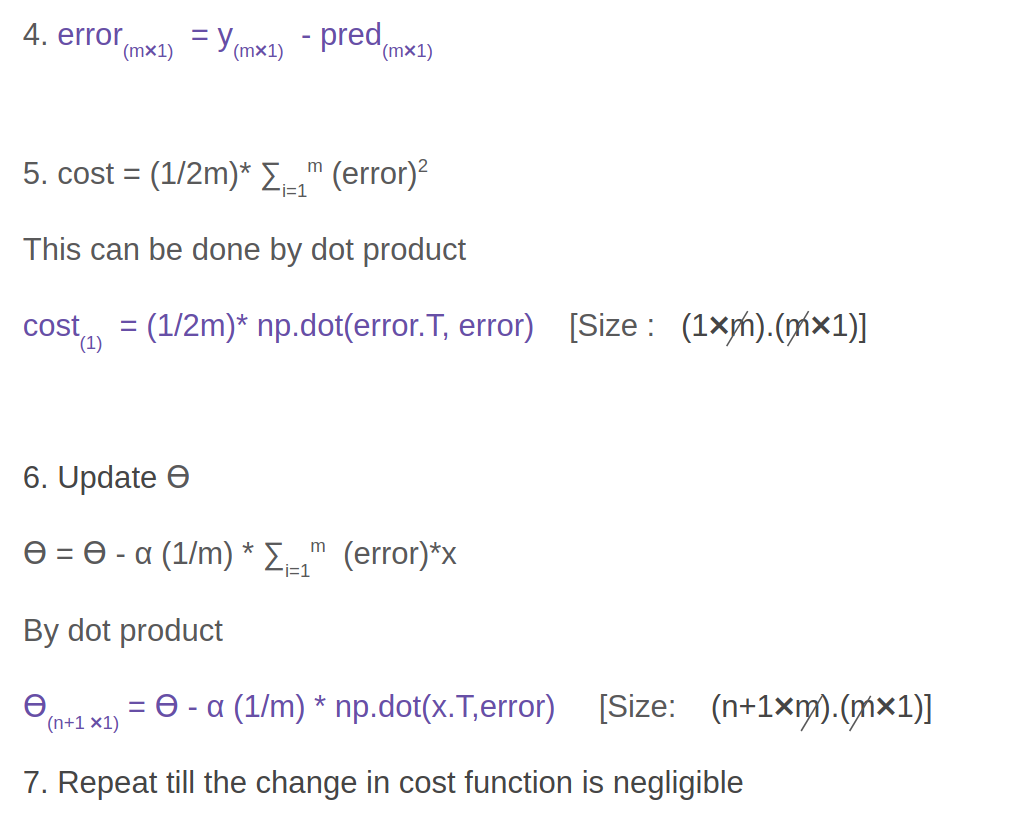 4. error(m×1) = y(m×1) - pred(m×1)
5. cost = (1/2m)* ∑i=1m (error)2
This can be done by dot product
cost(1) = (1/2m)* np.dot(error.T, error) [Size : (1×m).(m×1)]
6. Update Ɵ
Ɵ = Ɵ - α (1/m) * ∑i=1m (error)*x
By dot product
Ɵ(n+1 ×1) = Ɵ - α (1/m) * np.dot(x.T,error) [Size: (n+1×m).(m×1)]
7. Repeat till the change in cost function is negligible